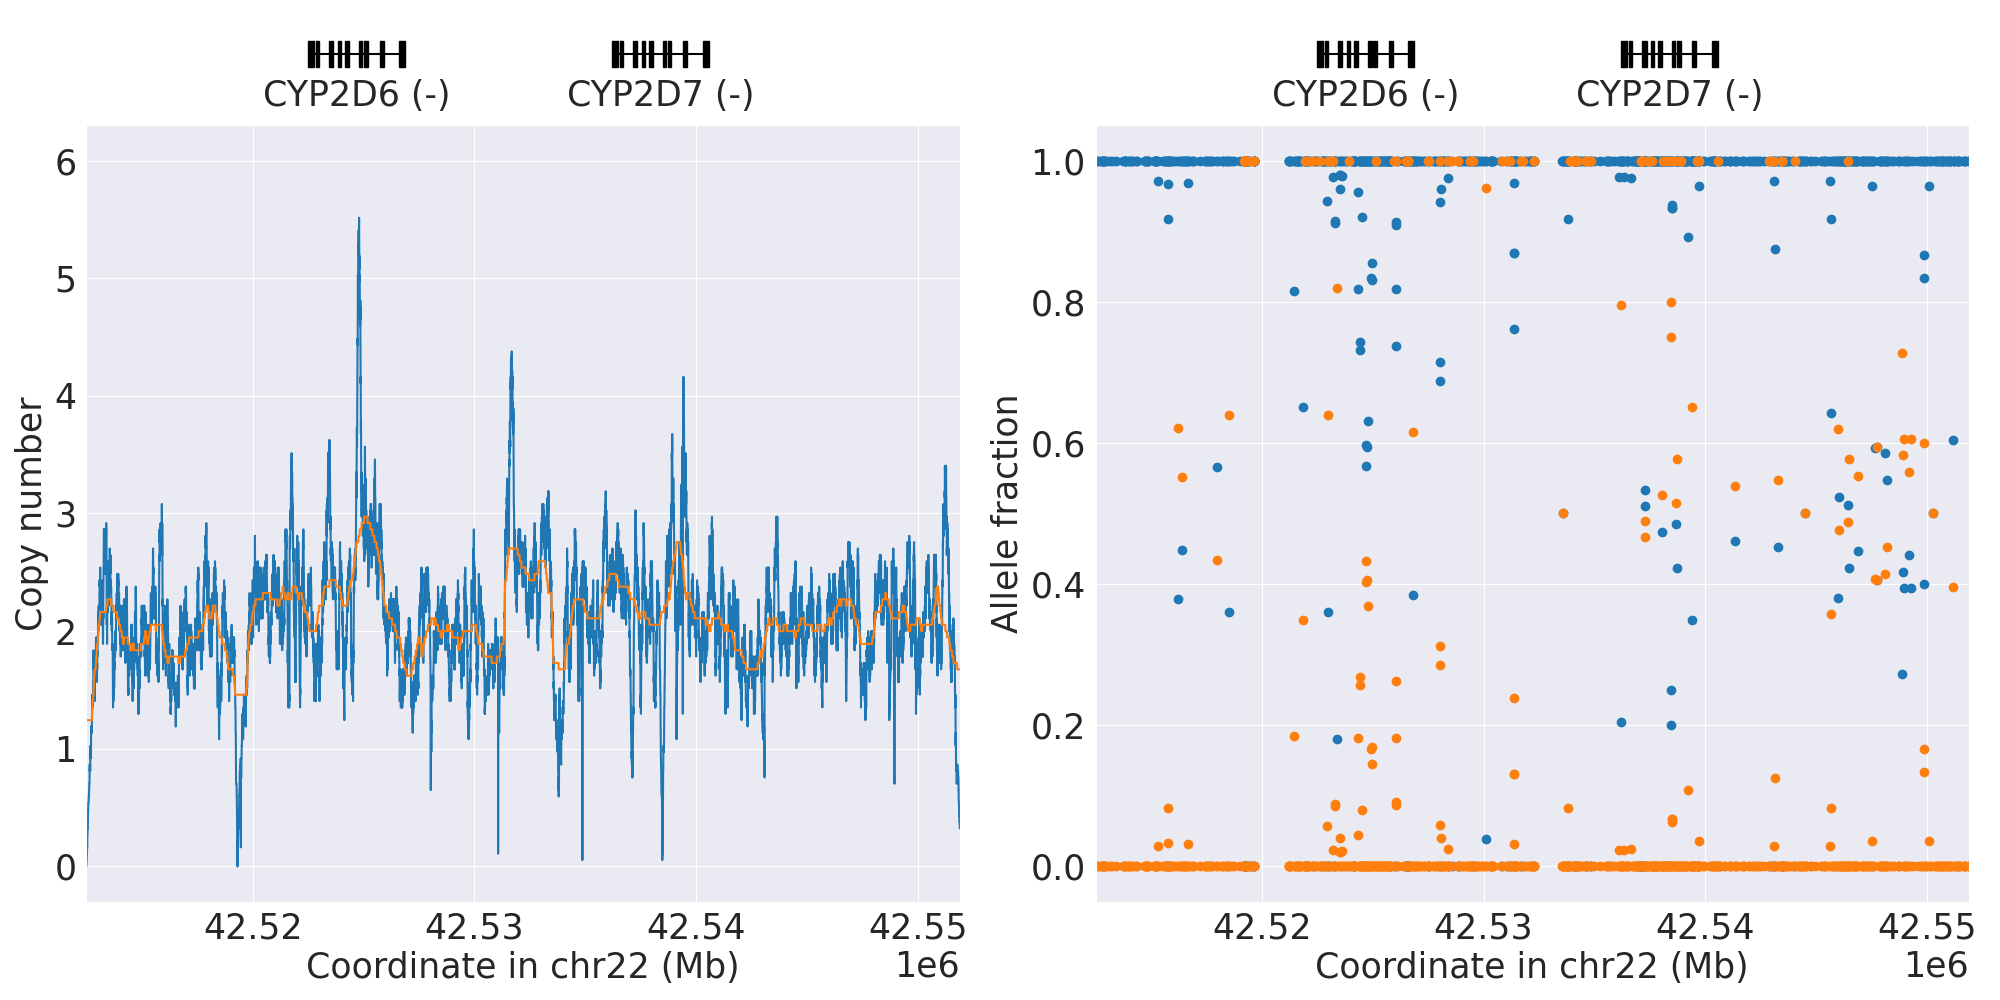 CYP2D6 (-) CYP2D7 (-)
Copy number
6
5
4
3
2
1
0
42.52 42.53 42.54 42.55
Coordinate in chr22 (Mb)
1e6
CYP2D6 (-) CYP2D7 (-)
Allele fraction
1.0
0.8
0.6
0.4
0.2
0.0
42.52 42.53 42.54 42.55
Coordinate in chr22 (Mb)
1e6